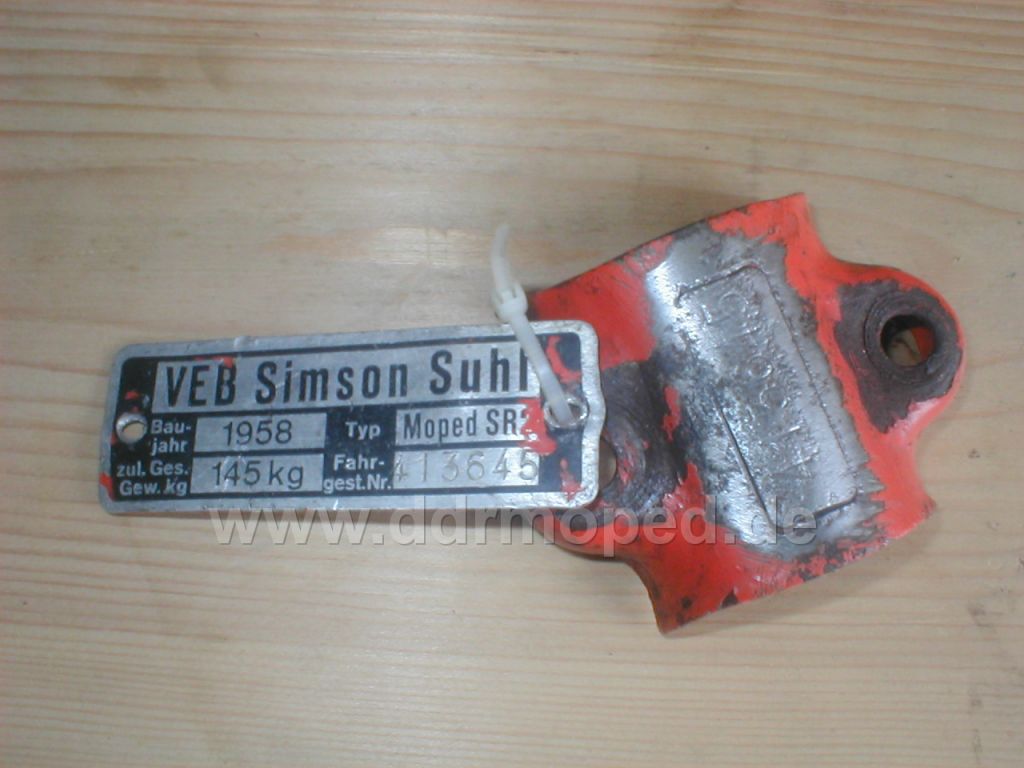 VEB Simson Suhl
Bau-
jahr
1958
Typ
Moped SR2
zul. Ges.
Gew. kg
145 kg
Fahr-
gest.Nr.
413645
www.ddrmoped.de